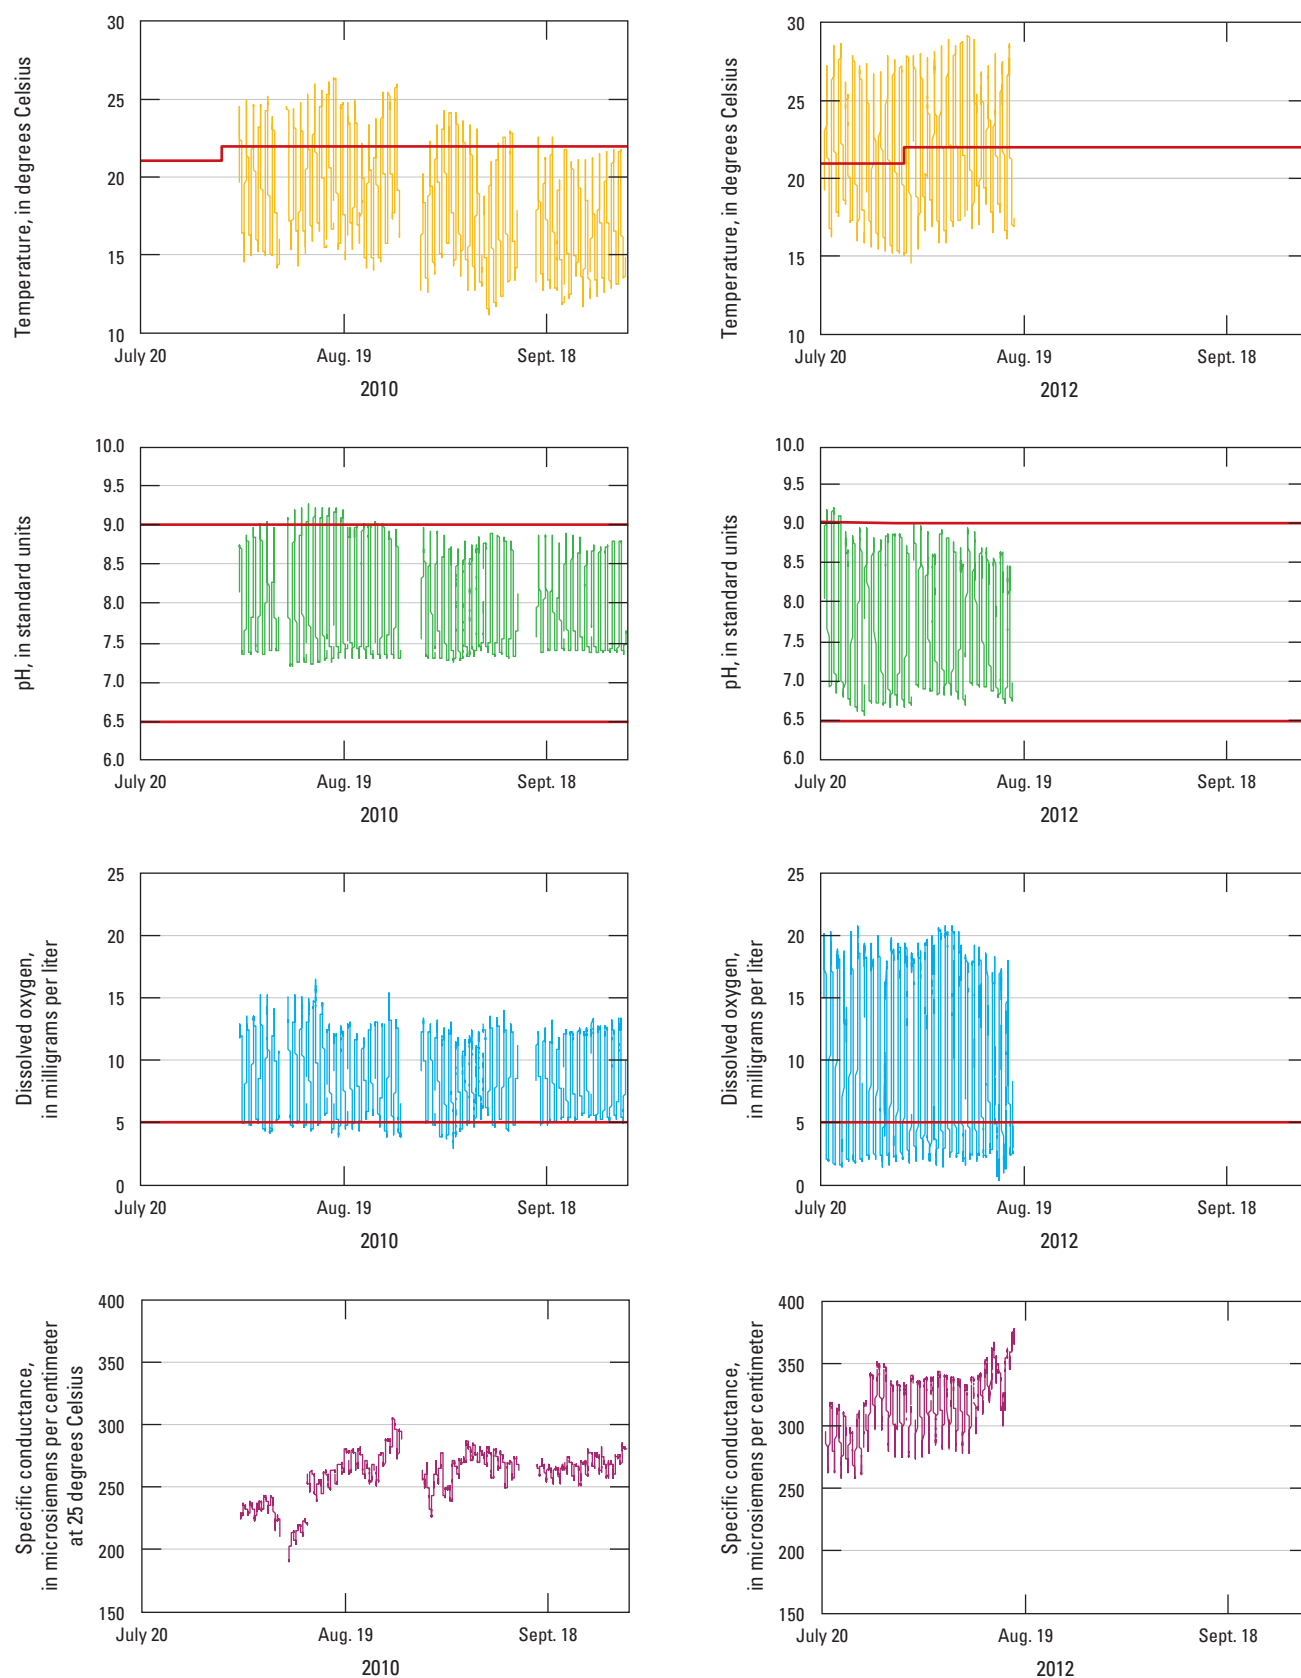 Temperature, in degrees Celsius
30
25
20
15
10
July 20
Aug. 19
Sept. 18
2010
Temperature, in degrees Celsius
30
25
20
15
10
July 20
Aug. 19
Sept. 18
2012
pH, in standard units
10.0
9.5
9.0
8.5
8.0
7.5
7.0
6.5
6.0
July 20
Aug. 19
Sept. 18
2010
pH, in standard units
10.0
9.5
9.0
8.5
8.0
7.5
7.0
6.5
6.0
July 20
Aug. 19
Sept. 18
2012
Dissolved oxygen,
in milligrams per liter
25
20
15
10
5
0
July 20
Aug. 19
Sept. 18
2010
Dissolved oxygen,
in milligrams per liter
25
20
15
10
5
0
July 20
Aug. 19
Sept. 18
2012
Specific conductance,
in microsiemens per centimeter
at 25 degrees Celsius
400
350
300
250
200
150
July 20
Aug. 19
Sept. 18
2010
Specific conductance,
in microsiemens per centimeter
400
350
300
250
200
150
July 20
Aug. 19
Sept. 18
2012